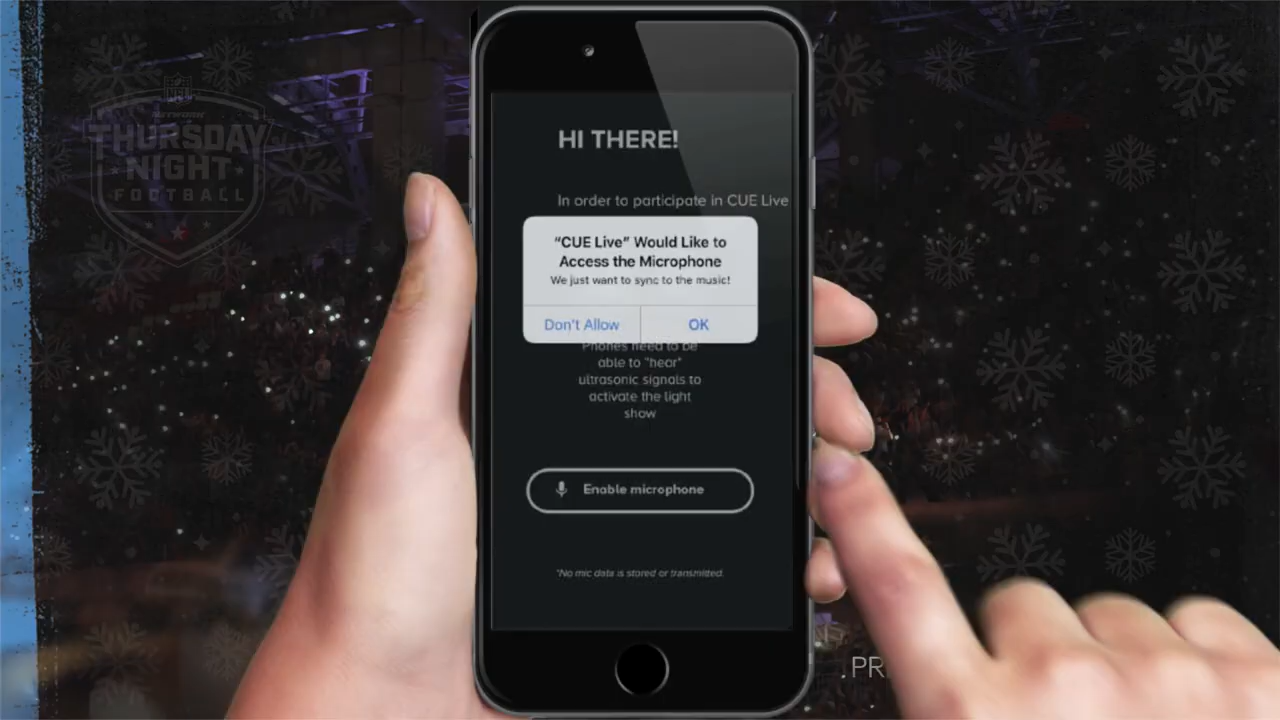 NFL
NETWORK
THURSDAY
NIGHT
FOOTBALL
HI THERE!
In order to participate in CUE Live
“CUE Live” Would Like to
Access the Microphone
We just want to sync to the music!
Don't Allow
OK
Phones need to be
able to "hear"
ultrasonic signals to
activate the light
show
Enable microphone
*No mic data is stored or transmitted.